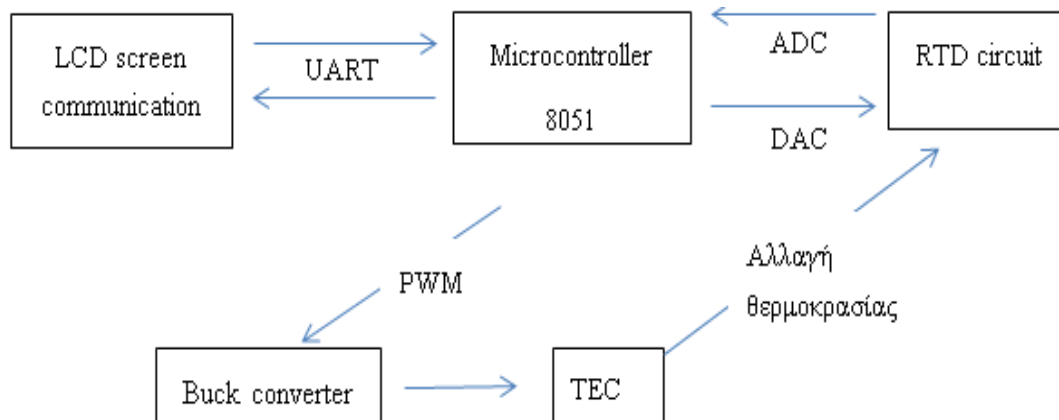 LCD screen
communication
UART
Microcontroller
8051
ADC
DAC
RTD circuit
PWM
Αλλαγή
θερμοκρασίας
Buck converter
TEC